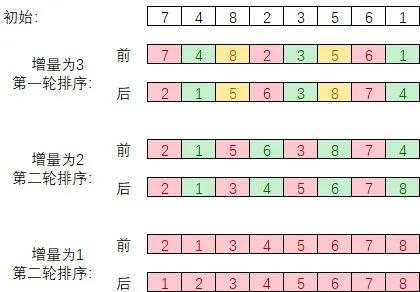 初始: 7 4 8 2 3 5 6 1
前 7 4 8 2 3 5 6 1
增量为3
第一轮排序:
后 2 1 5 6 3 8 7 4
前 2 1 5 6 3 8 7 4
增量为2
第二轮排序:
后 2 1 3 4 5 6 7 8
前 2 1 3 4 5 6 7 8
增量为1
第二轮排序:
后 1 2 3 4 5 6 7 8